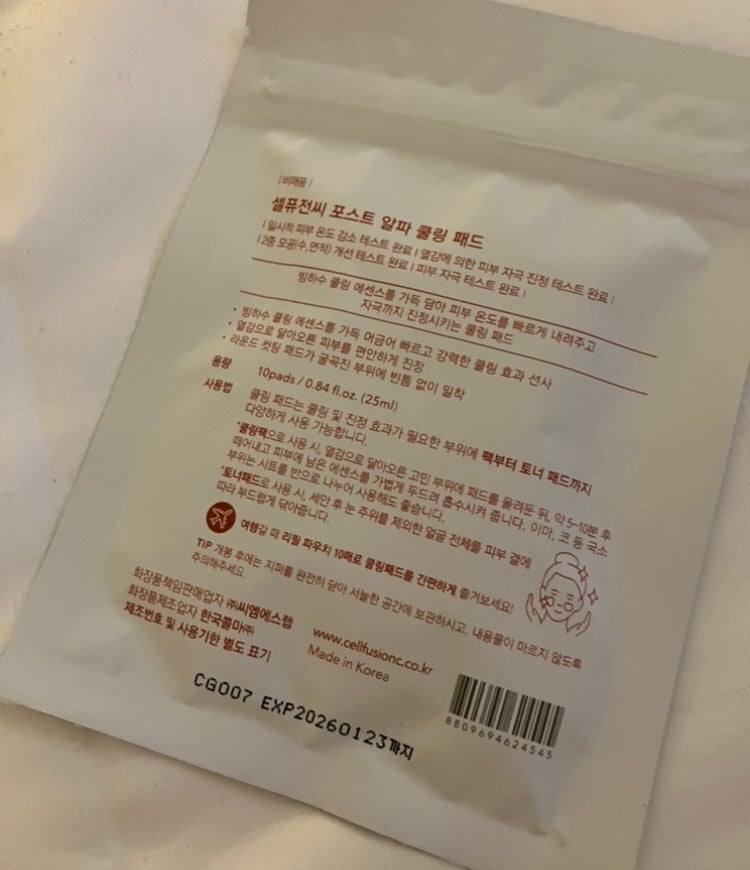 | 비매품 |
셀퓨전씨 포스트 알파 쿨링 패드
| 일시적 피부 온도 감소 테스트 완료 | 열감에 의한 피부 자극 진정 테스트 완료 |
| 2종 모공(수,면적) 개선 테스트 완료 | 피부 자극 테스트 완료 |
빙하수 쿨링 에센스를 가득 담아 피부 온도를 빠르게 내려주고
자극까지 진정시키는 쿨링 패드
• 빙하수 쿨링 에센스를 가득 머금어 빠르고 강력한 쿨링 효과 선사
• 열감으로 달아오른 피부를 편안하게 진정
• 라운드 컷팅 패드가 굴곡진 부위에 빈틈 없이 밀착
용량 10pads / 0.84 fl.oz. (25ml)
사용법 쿨링 패드는 쿨링 및 진정 효과가 필요한 부위에 팩부터 토너 패드까지
다양하게 사용 가능합니다.
*쿨링팩으로 사용 시, 열감으로 달아오른 고민 부위에 패드를 올려둔 뒤, 약 5~10분 후
떼어내고 피부에 남은 에센스를 가볍게 두드려 흡수시켜 줍니다. 이마, 코 등 국소
부위는 시트를 반으로 나누어 사용해도 좋습니다.
*토너패드로 사용 시, 세안 후 눈 주위를 제외한 얼굴 전체를 피부 결에
따라 부드럽게 닦아줍니다.
여행갈 때 리필 파우치 10매로 쿨링패드를 간편하게 즐겨보세요!
TIP 개봉 후에는 지퍼를 완전히 닫아 서늘한 공간에 보관하시고, 내용물이 마르지 않도록
주의해주세요.
화장품책임판매업자 ㈜씨엠에스랩
화장품제조업자 한국콜마㈜
제조번호 및 사용기한 별도 표기
www.cellfusionc.co.kr
Made in Korea
CG007 EXP20260123까지
8809694624545